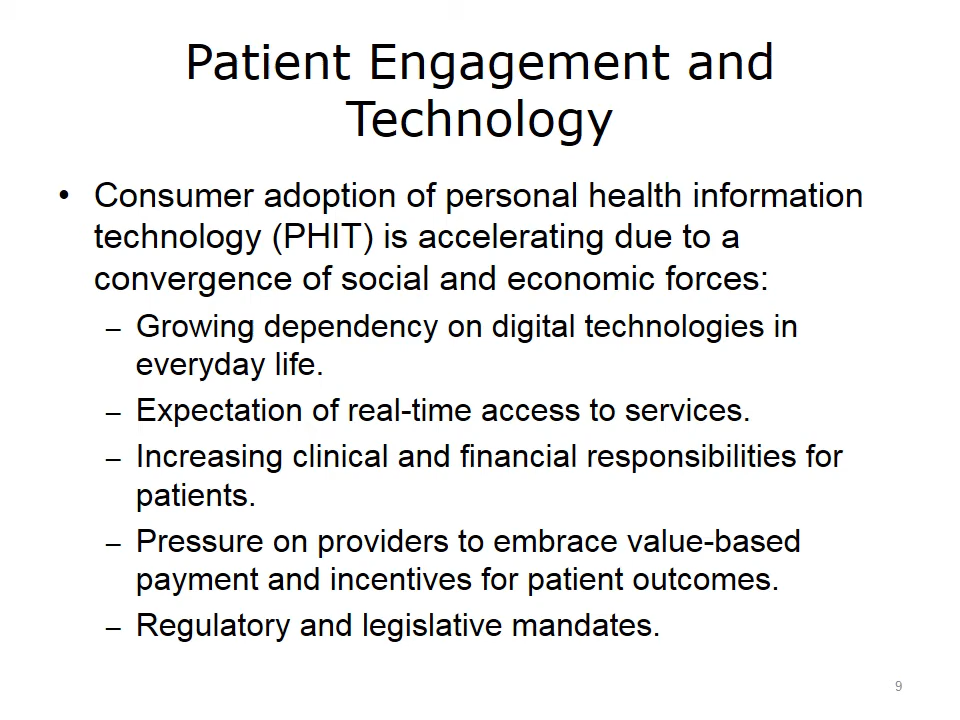 Patient Engagement and
Technology
• Consumer adoption of personal health information
technology (PHIT) is accelerating due to a
convergence of social and economic forces:
– Growing dependency on digital technologies in
everyday life.
– Expectation of real-time access to services.
– Increasing clinical and financial responsibilities for
patients.
– Pressure on providers to embrace value-based
payment and incentives for patient outcomes.
– Regulatory and legislative mandates.
9